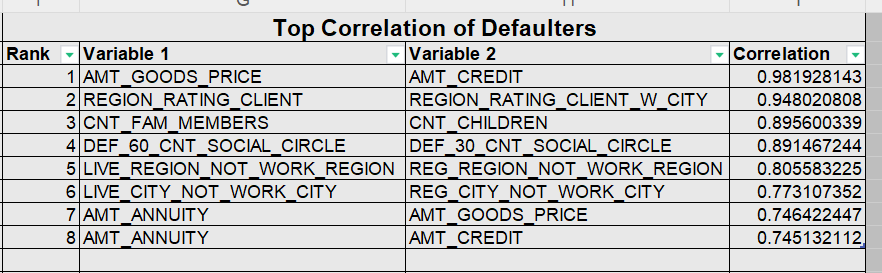 Top Correlation of Defaulters
Rank Variable 1 Variable 2 Correlation
1 AMT_GOODS_PRICE AMT_CREDIT 0.981928143
2 REGION_RATING_CLIENT REGION_RATING_CLIENT_W_CITY 0.948020808
3 CNT_FAM_MEMBERS CNT_CHILDREN 0.895600339
4 DEF_60_CNT_SOCIAL_CIRCLE DEF_30_CNT_SOCIAL_CIRCLE 0.891467244
5 LIVE_REGION_NOT_WORK_REGION REG_REGION_NOT_WORK_REGION 0.805583225
6 LIVE_CITY_NOT_WORK_CITY REG_CITY_NOT_WORK_CITY 0.773107352
7 AMT_ANNUITY AMT_GOODS_PRICE 0.746422447
8 AMT_ANNUITY AMT_CREDIT 0.745132112